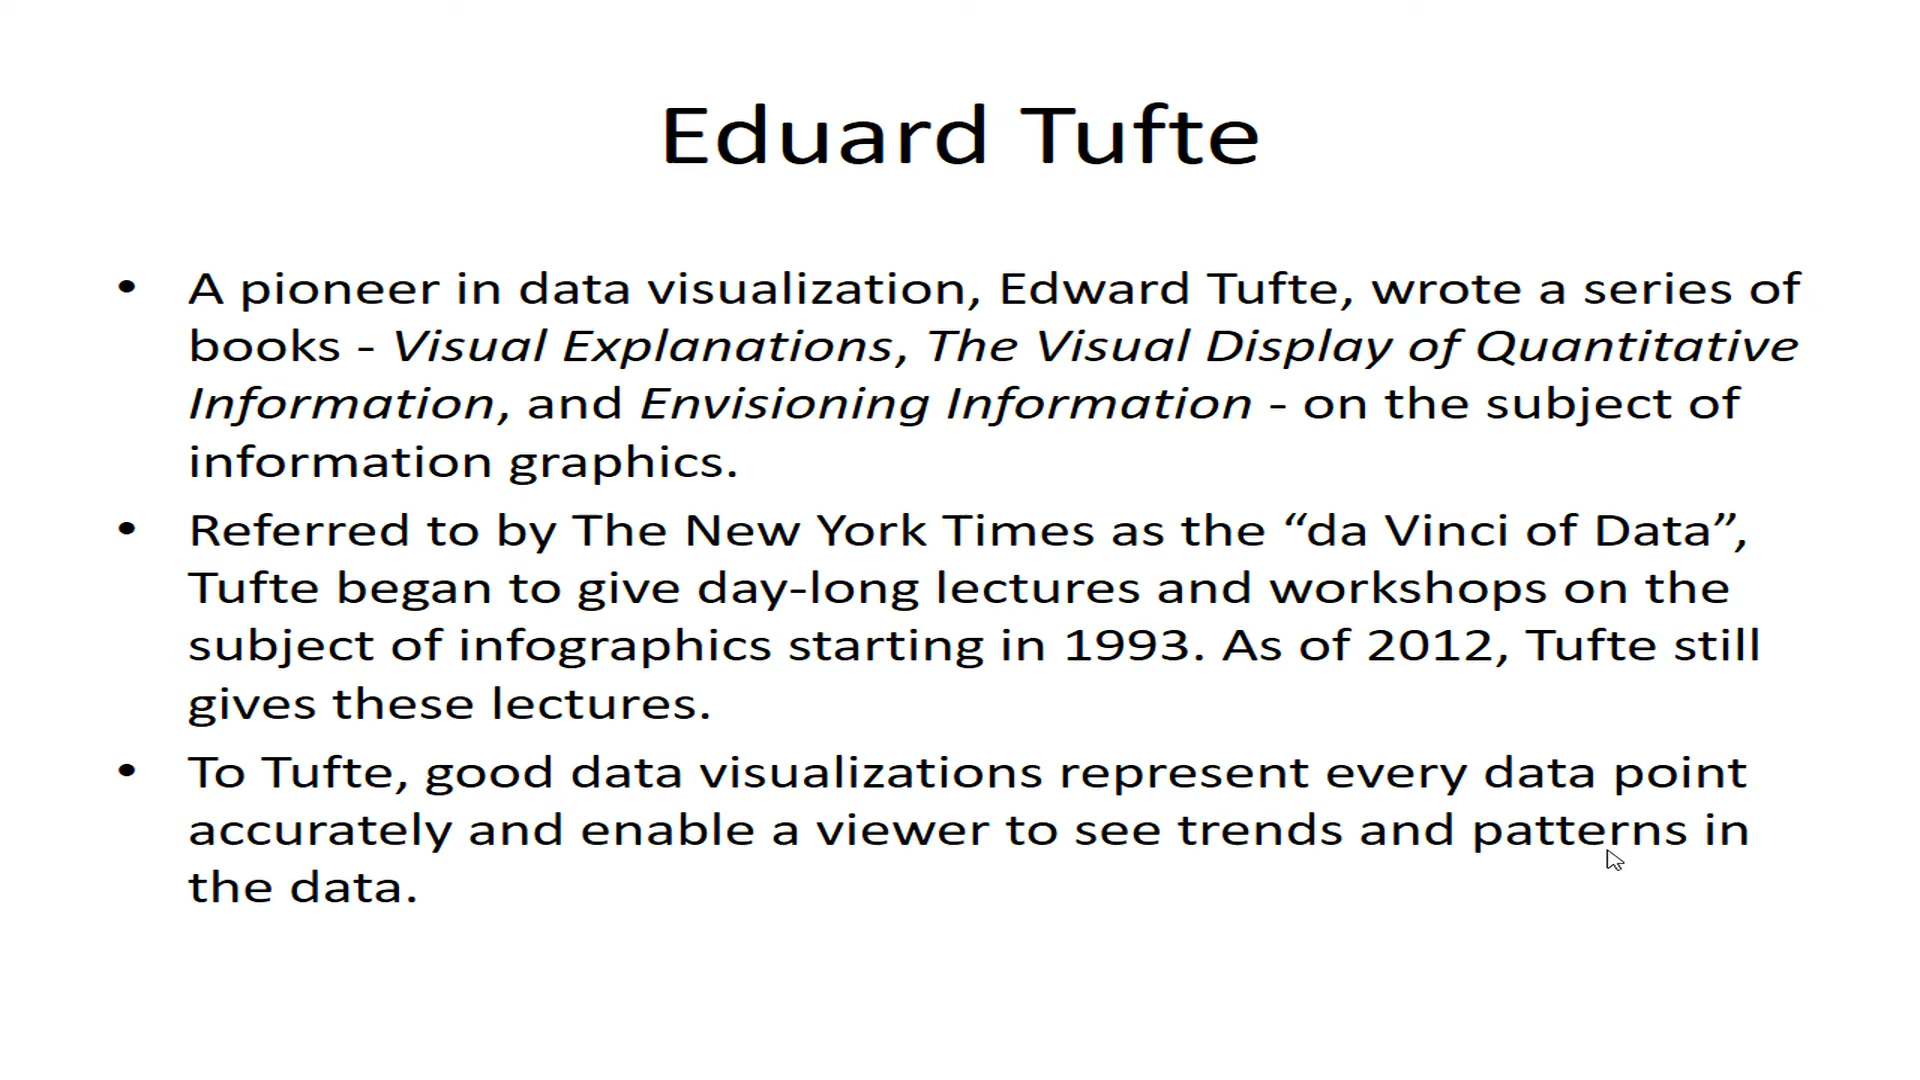 Eduard Tufte
• A pioneer in data visualization, Edward Tufte, wrote a series of
books - Visual Explanations, The Visual Display of Quantitative
Information, and Envisioning Information - on the subject of
information graphics.
• Referred to by The New York Times as the “da Vinci of Data”,
Tufte began to give day-long lectures and workshops on the
subject of infographics starting in 1993. As of 2012, Tufte still
gives these lectures.
• To Tufte, good data visualizations represent every data point
accurately and enable a viewer to see trends and patterns in
the data.